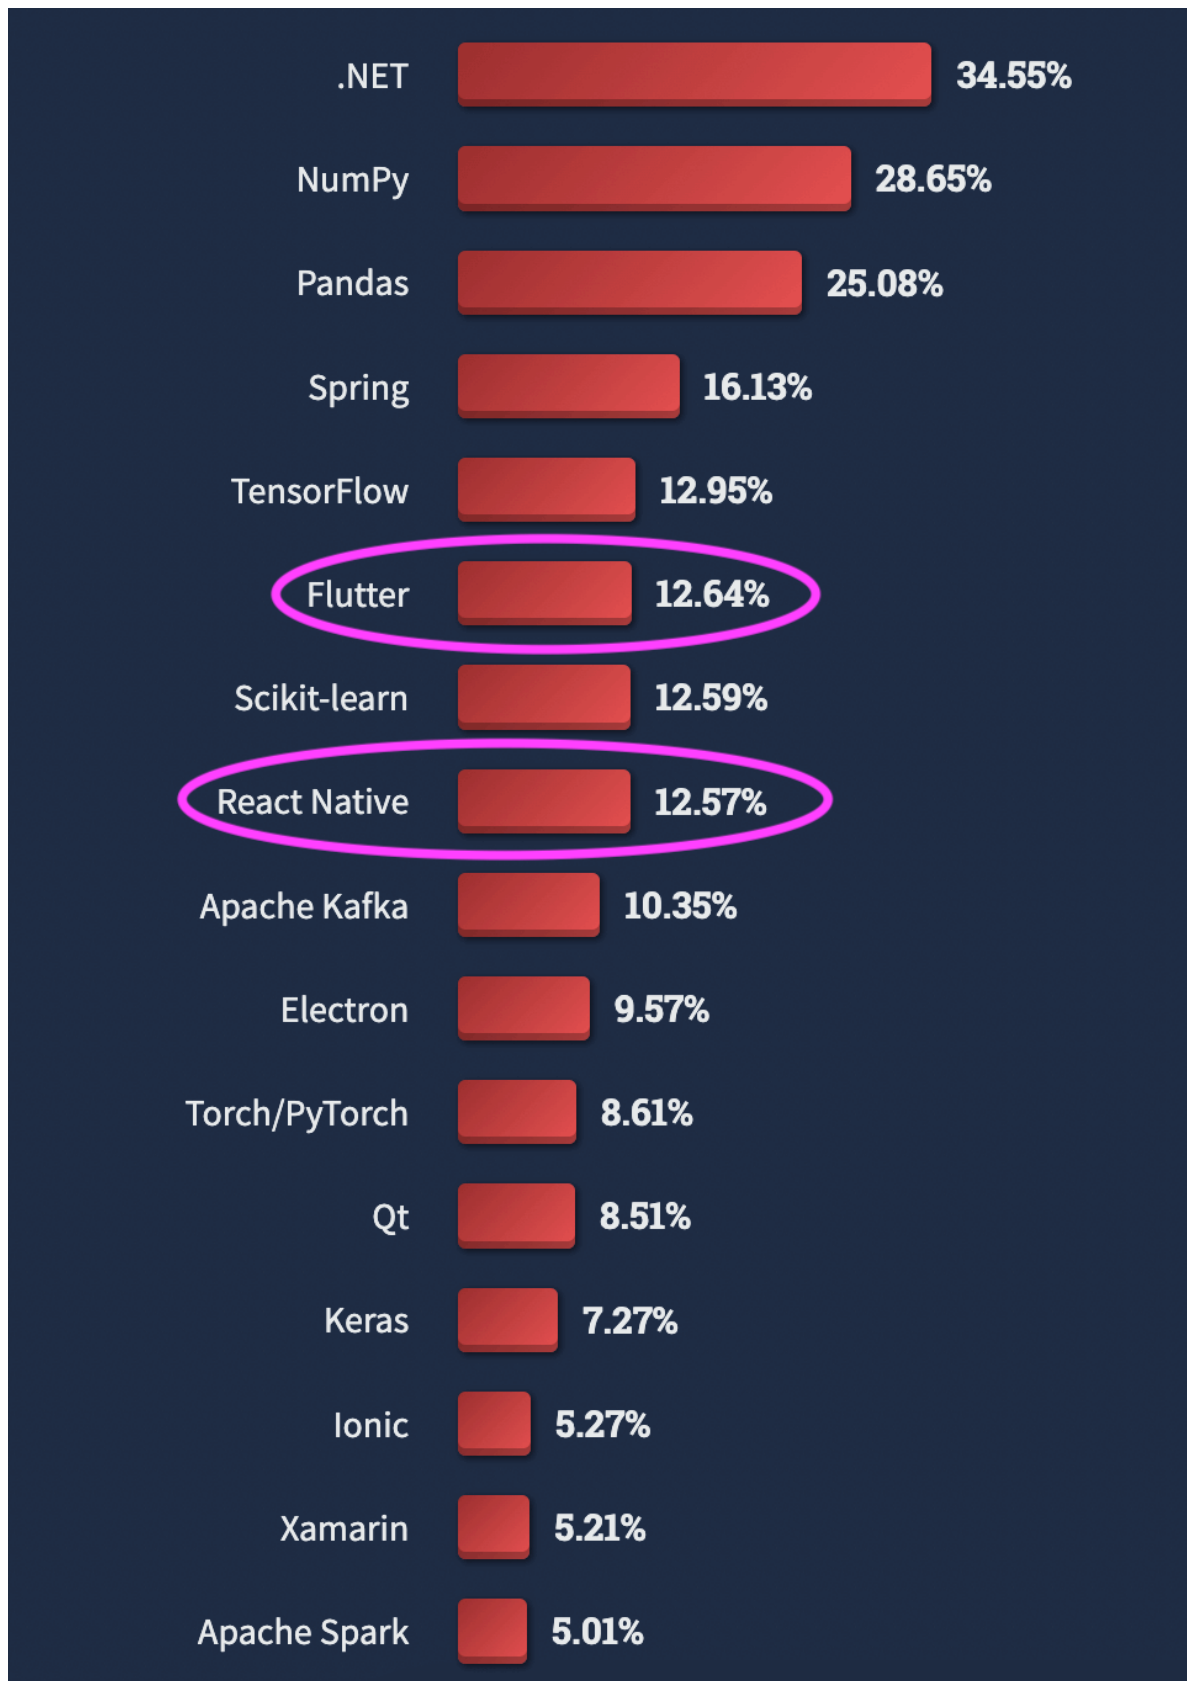 .NET 34.55%
NumPy 28.65%
Pandas 25.08%
Spring 16.13%
TensorFlow 12.95%
Flutter 12.64%
Scikit-learn 12.59%
React Native 12.57%
Apache Kafka 10.35%
Electron 9.57%
Torch/PyTorch 8.61%
Qt 8.51%
Keras 7.27%
Ionic 5.27%
Xamarin 5.21%
Apache Spark 5.01%